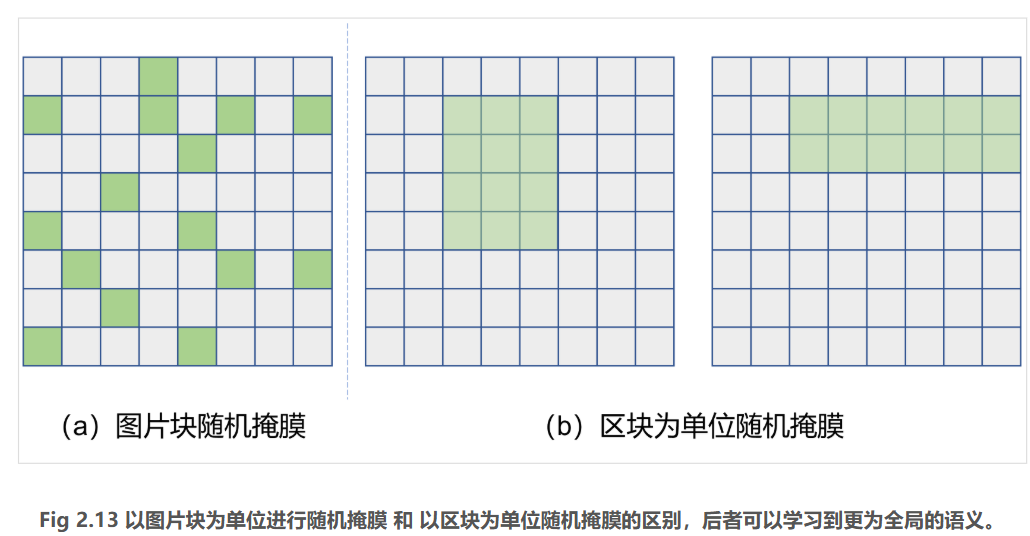 （a）图片块随机掩膜
（b）区块为单位随机掩膜
Fig 2.13 以图片块为单位进行随机掩膜 和 以区块为单位随机掩膜的区别，后者可以学习到更为全局的语义。